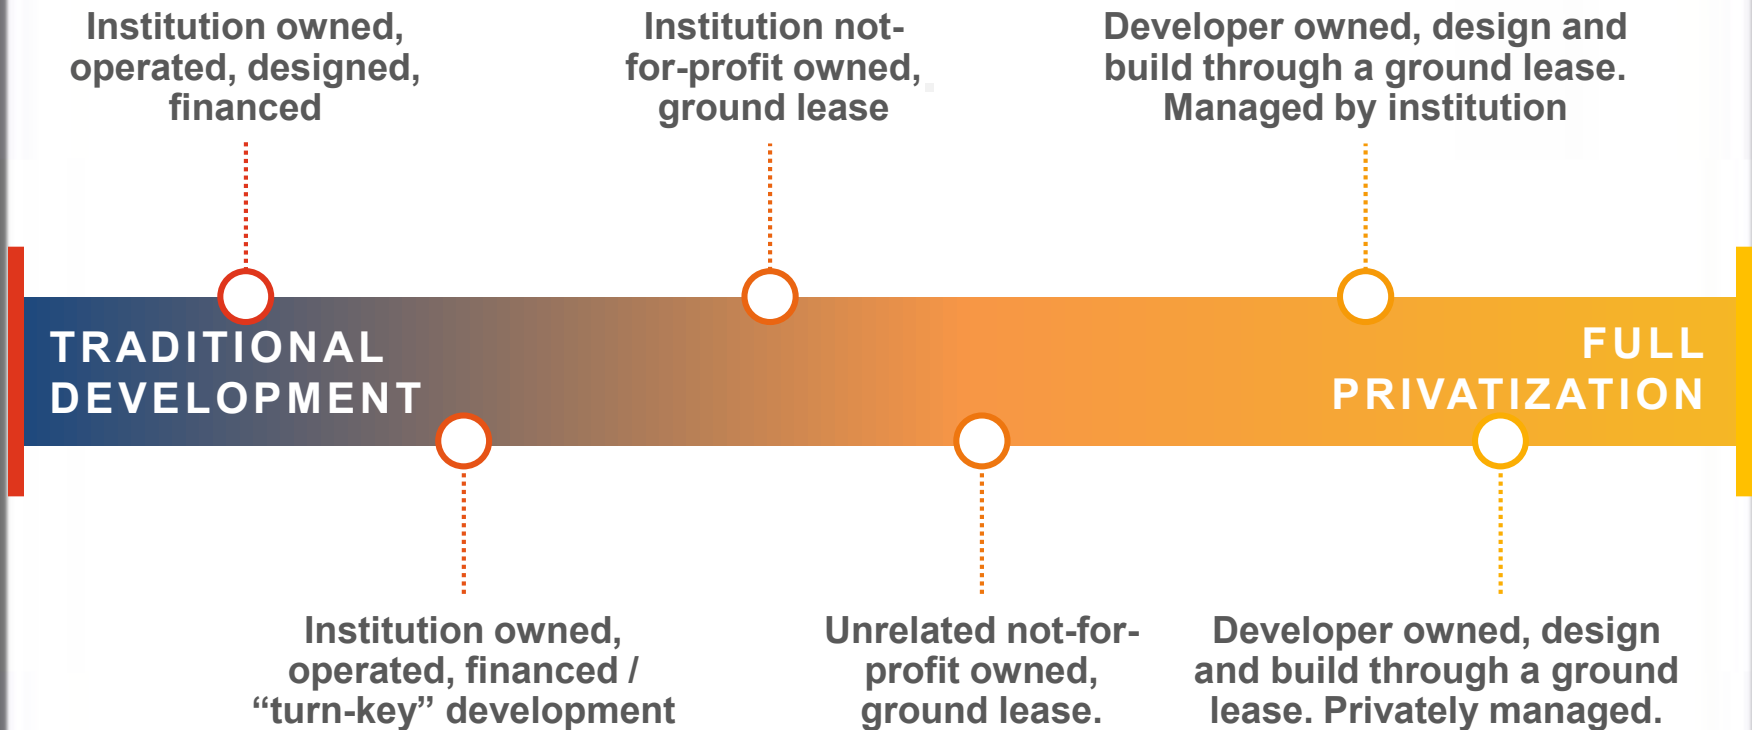 Institution owned,
operated, designed,
financed
Institution not-
for-profit owned,
ground lease
Developer owned, design and
build through a ground lease.
Managed by institution
TRADITIONAL
DEVELOPMENT
FULL
PRIVATIZATION
Institution owned,
operated, financed /
“turn-key” development
Unrelated not-for-
profit owned,
ground lease.
Developer owned, design
and build through a ground
lease. Privately managed.